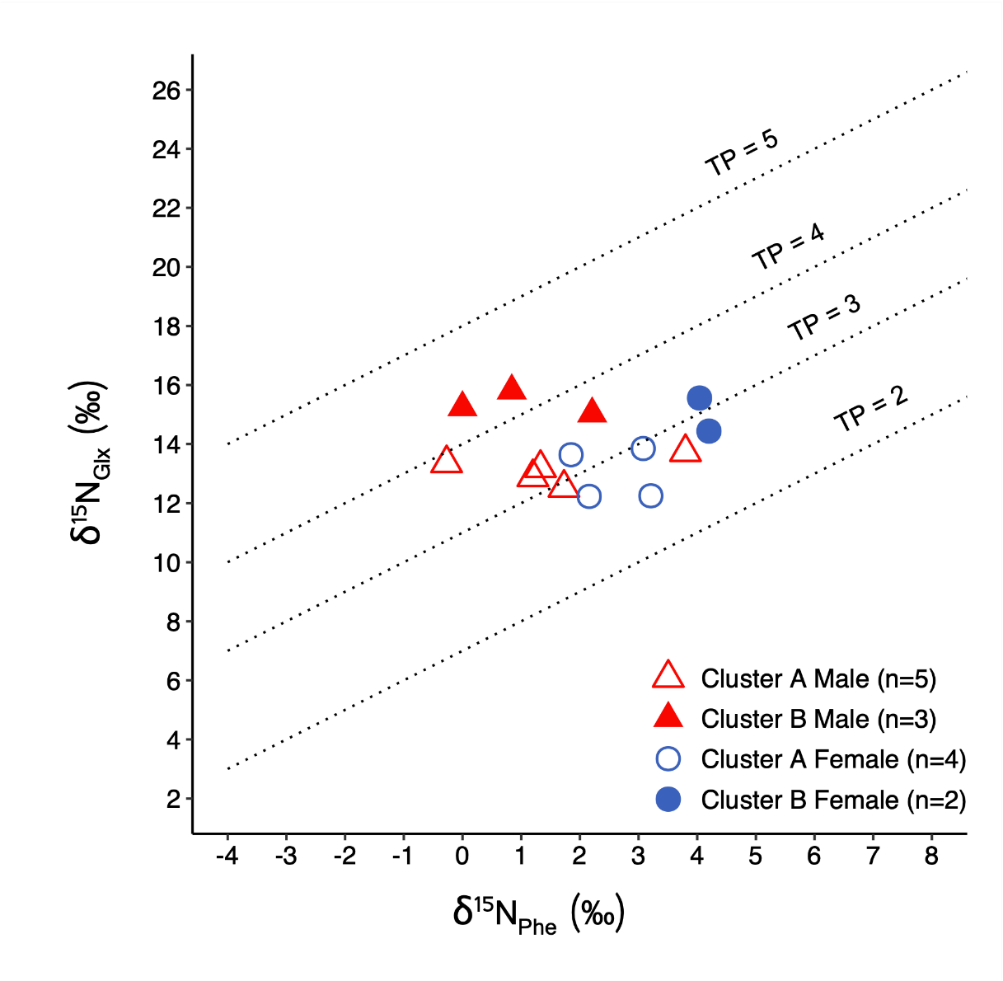 26
24
22
20
18
16
14
12
10
8
6
4
2
δ¹⁵N_Glx (‰)
TP = 5
TP = 4
TP = 3
TP = 2
Cluster A Male (n=5)
Cluster B Male (n=3)
Cluster A Female (n=4)
Cluster B Female (n=2)
-4 -3 -2 -1 0 1 2 3 4 5 6 7 8
δ¹⁵N_Phe (‰)